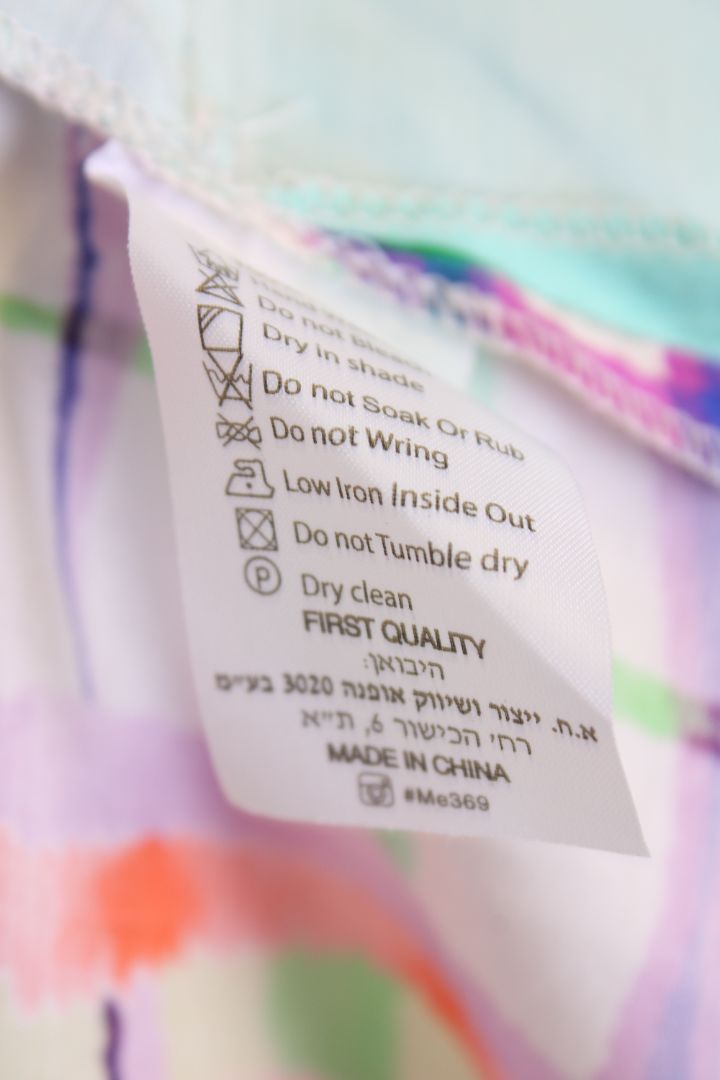 Do not Bleach
Dry in shade
Do not Soak Or Rub
Do not Wring
Low Iron Inside Out
Do not Tumble dry
P Dry clean
FIRST QUALITY
היבואן:
א.ח. ייצור ושיווק אופנה 3020 בע״מ
רח׳ הכישור 6, ת״א
MADE IN CHINA
#Me369